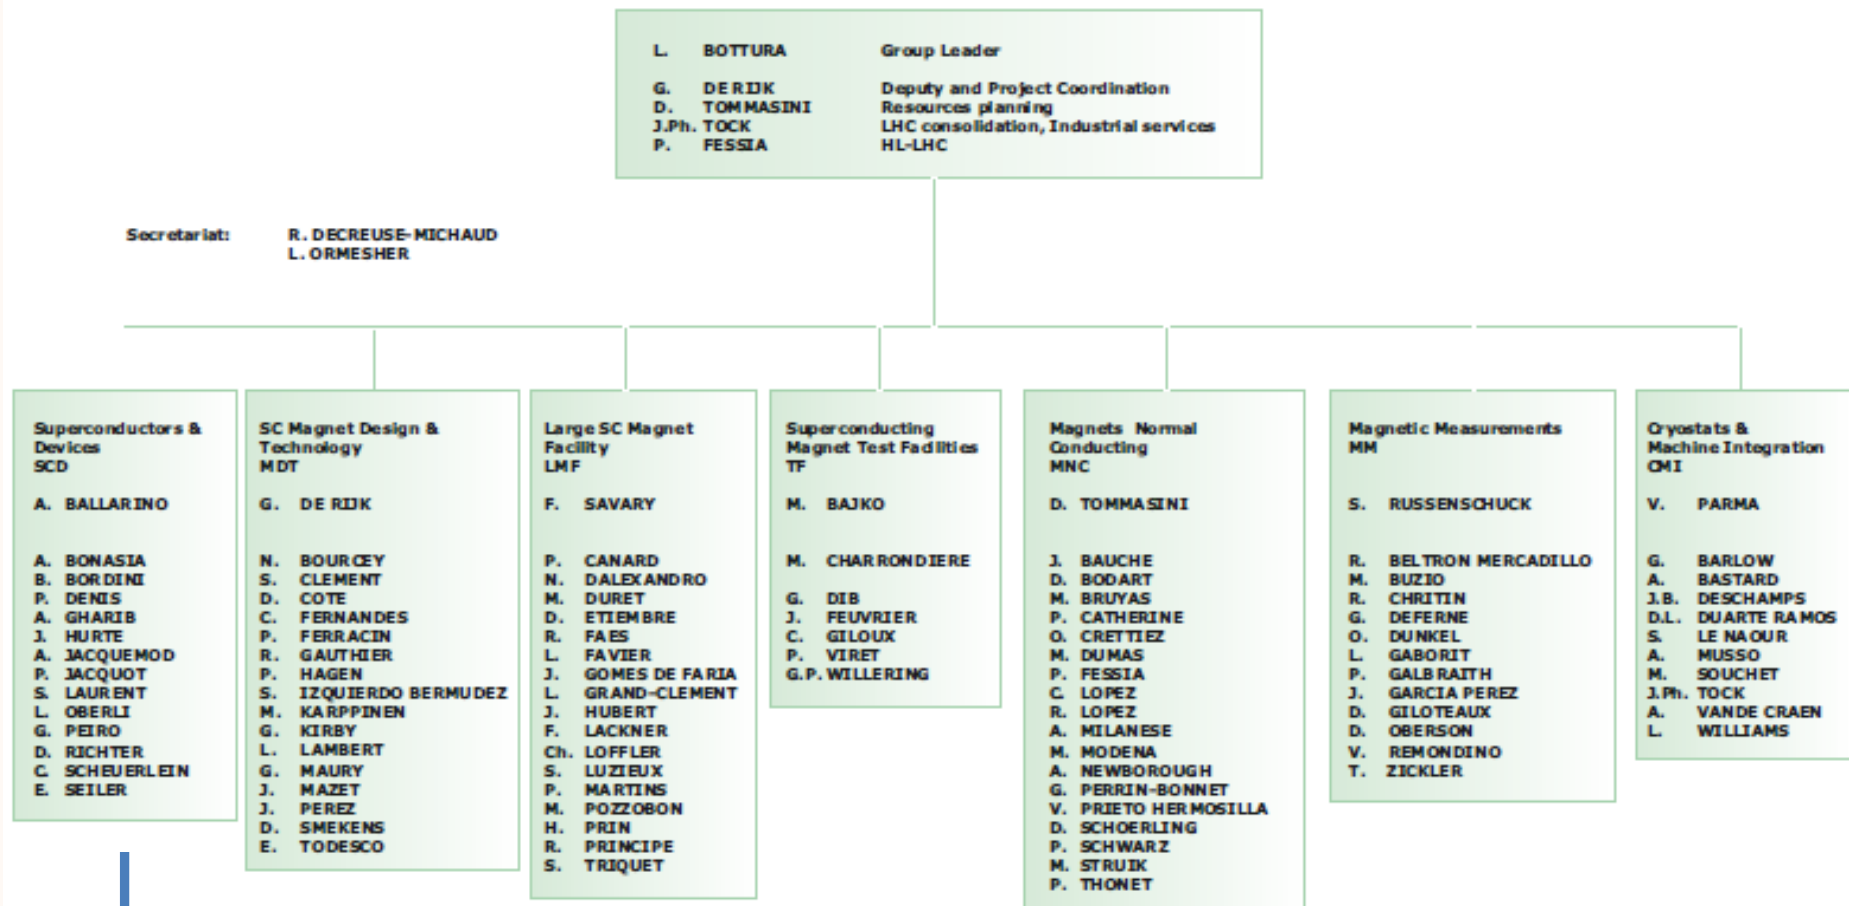 L. BOTTURA Group Leader
G. DE RIJK Deputy and Project Coordination
D. TOMMASINI Resources planning
J.Ph. TOCK LHC consolidation, Industrial services
P. FESSIA HL-LHC
Secretariat: R. DECREUSE-MICHAUD
L. ORMESHER
Superconductors &
Devices
SCD
A. BALLARINO
A. BONASIA
B. BORDINI
P. DENIS
A. GHARIB
J. HURTE
A. JACQUEMOD
P. JACQUOT
S. LAURENT
L. OBERLI
G. PEIRO
D. RICHTER
C. SCHEUERLEIN
E. SEILER
SC Magnet Design &
Technology
MDT
G. DE RIJK
N. BOURCEY
S. CLEMENT
D. COTE
C. FERNANDES
P. FERRACIN
R. GAUTHIER
P. HAGEN
S. IZQUIERDO BERMUDEZ
M. KARPPINEN
G. KIRBY
L. LAMBERT
G. MAURY
J. MAZET
J. PEREZ
D. SMEKENS
E. TODESCO
Large SC Magnet
Facility
LMF
F. SAVARY
P. CANARD
N. DALEXANDRO
M. DURET
D. ETIEMBRE
R. FAES
L. FAVIER
J. GOMES DE FARIA
L. GRAND-CLEMENT
J. HUBERT
F. LACKNER
Ch. LOFFLER
S. LUZIEUX
P. MARTINS
M. POZZOBON
H. PRIN
R. PRINCIPE
S. TRIQUET
Superconducting
Magnet Test Facilities
TF
M. BAJKO
M. CHARRONDIERE
G. DIB
J. FEUVRIER
C. GILOUX
P. VIRET
G.P. WILLERING
Magnets Normal
Conducting
MNC
D. TOMMASINI
J. BAUCHE
D. BODART
M. BRUYAS
P. CATHERINE
O. CRETTIEZ
M. DUMAS
P. FESSIA
C. LOPEZ
R. LOPEZ
A. MILANESE
M. MODENA
A. NEWBOROUGH
G. PERRIN-BONNET
V. PRIETO HERMOSILLA
D. SCHOERLING
P. SCHWARZ
M. STRUIK
P. THONET
Magnetic Measurements
MM
S. RUSSENSCHUCK
R. BELTRON MERCADILLO
M. BUZIO
R. CHRITIN
G. DEFERNE
O. DUNKEL
L. GABORIT
P. GALBRAITH
J. GARCIA PEREZ
D. GILOTEAUX
D. OBERSON
V. REMONDINO
T. ZICKLER
Cryostats &
Machine Integration
CMI
V. PARMA
G. BARLOW
A. BASTARD
J.B. DESCHAMPS
D.L. DUARTE RAMOS
S. LE NAOUR
A. MUSSO
M. SOUCHET
J.Ph. TOCK
A. VANDE CRAEN
L. WILLIAMS